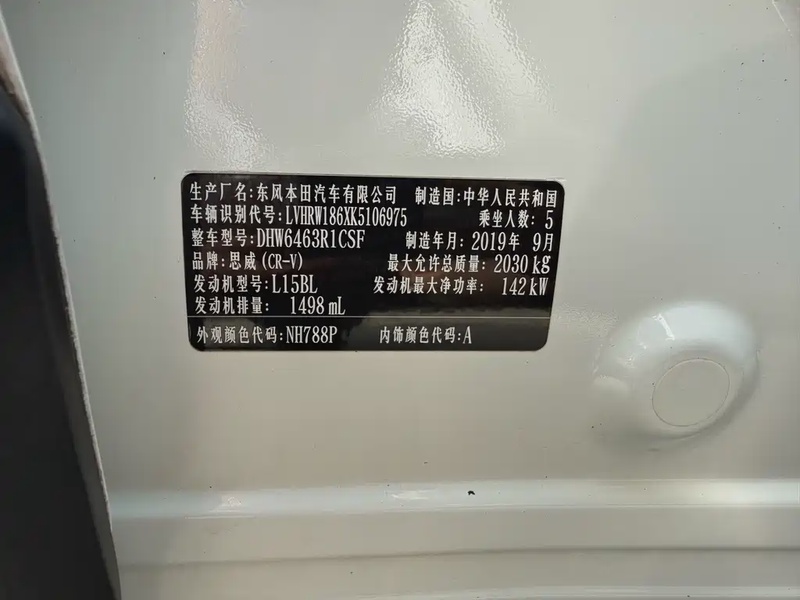 生产厂名:东风本田汽车有限公司 制造国:中华人民共和国
车辆识别代号:LVHRW186XK5106975 乘坐人数: 5
整车型号:DHW6463R1CSF 制造年月: 2019年 9月
品牌:思威(CR-V) 最大允许总质量: 2030 kg
发动机型号:L15BL 发动机最大净功率: 142 kW
发动机排量: 1498 mL
外观颜色代码:NH788P 内饰颜色代码:A